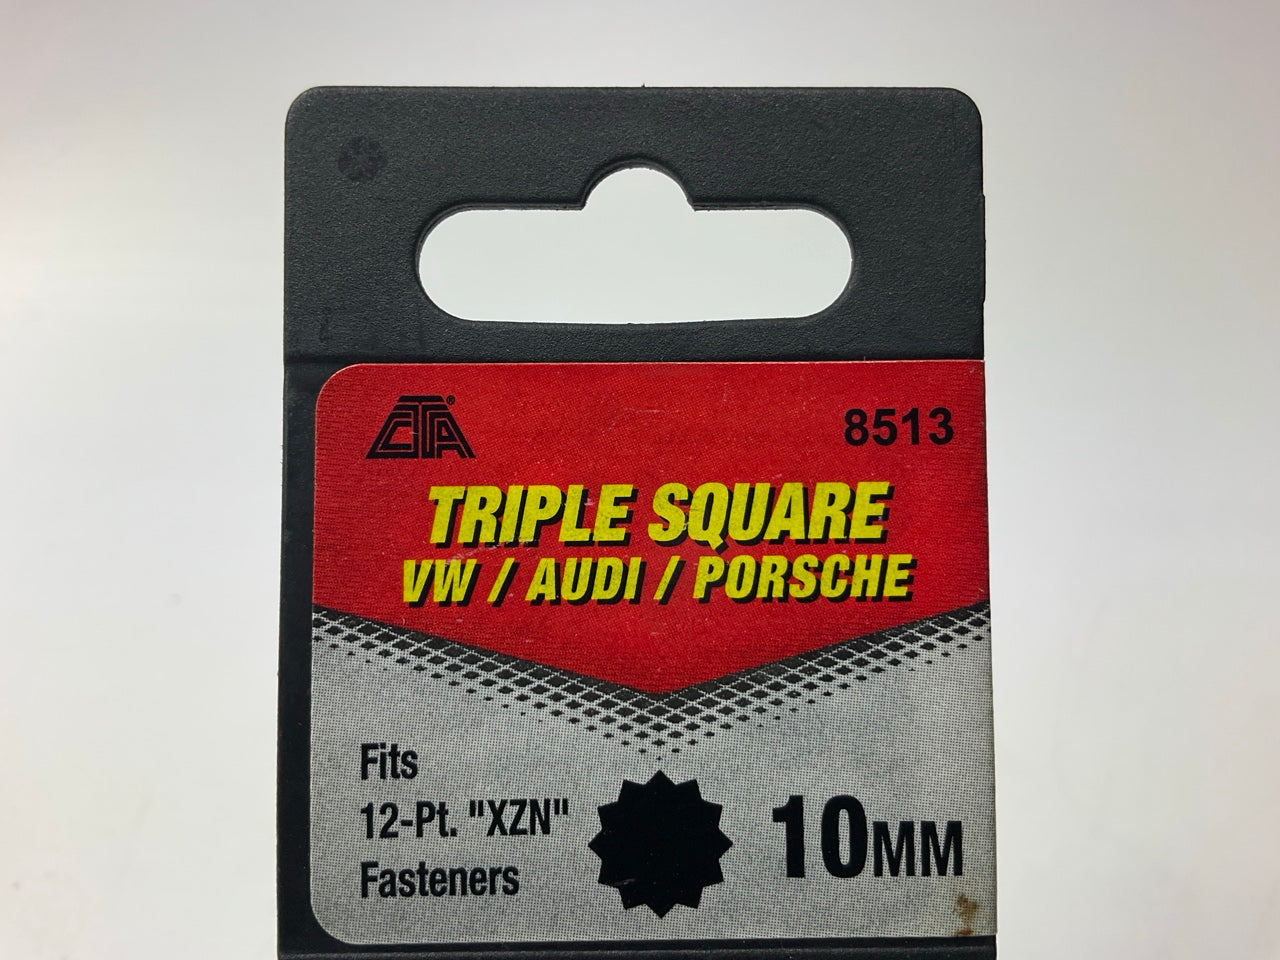 CTA®
8513
TRIPLE SQUARE
VW / AUDI / PORSCHE
Fits
12-Pt. "XZN"
Fasteners
10MM